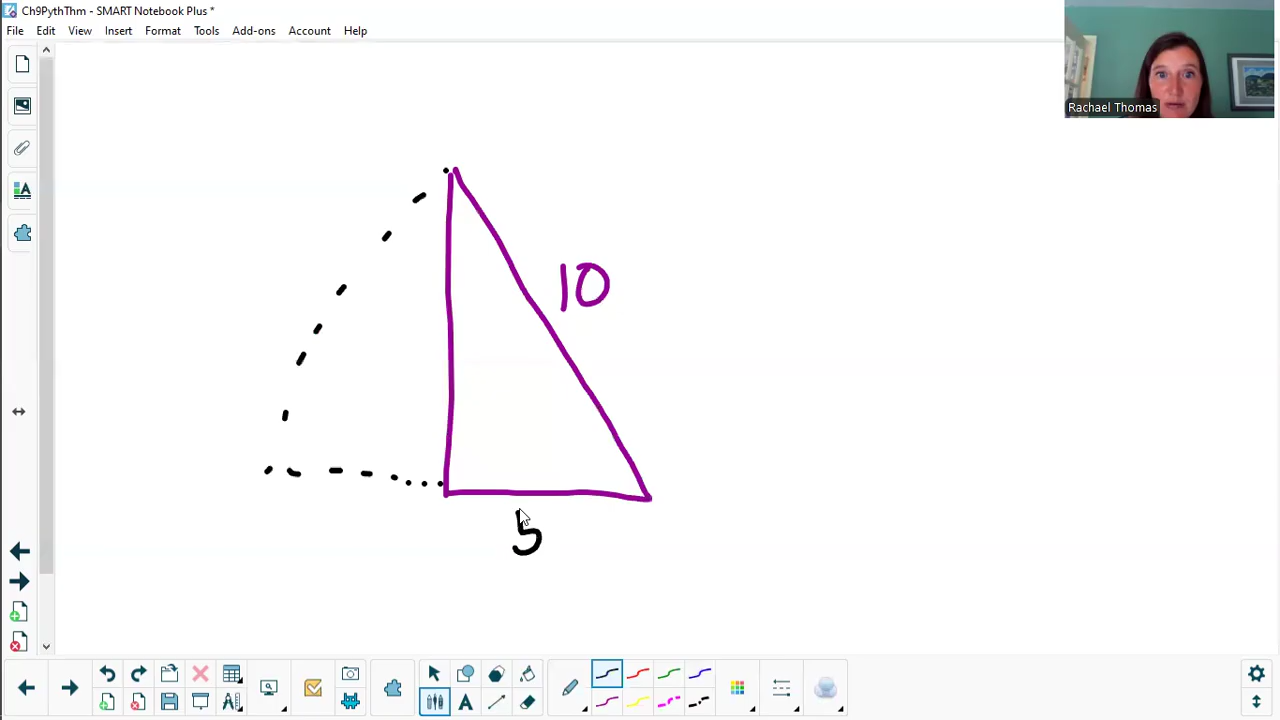 Ch9PythThm - SMART Notebook Plus *
File Edit View Insert Format Tools Add-ons Account Help
Rachael Thomas
10
5